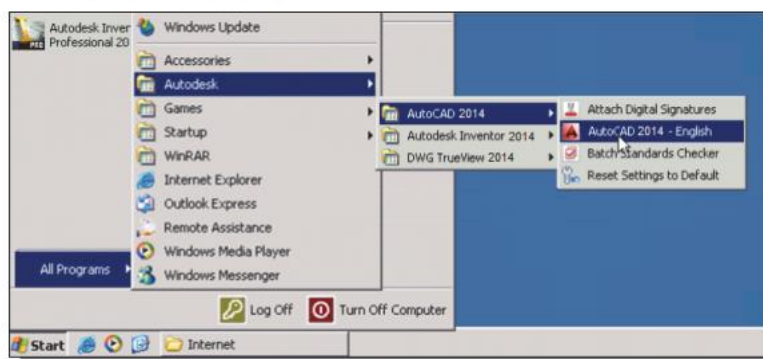 Autodesk Inver
Professional 20
PRO
All Programs
Windows Update
Accessories
Autodesk
Games
Startup
WinRAR
Internet Explorer
Outlook Express
Remote Assistance
Windows Media Player
Windows Messenger
AutoCAD 2014
Autodesk Inventor 2014
DWG TrueView 2014
Attach Digital Signatures
AutoCAD 2014 - English
Batch Standards Checker
Reset Settings to Default
Log Off
Turn Off Computer
Start
Internet